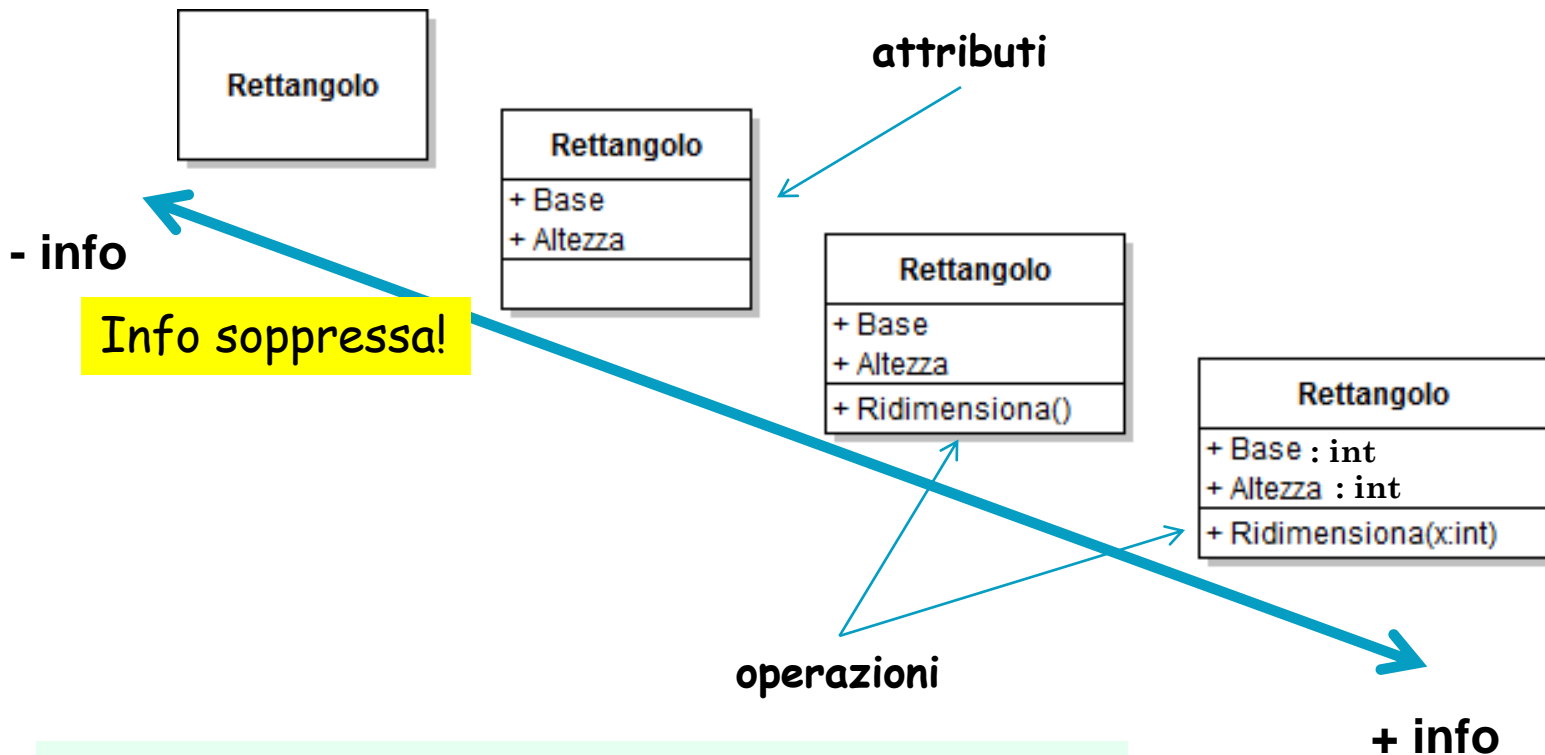 Rettangolo
attributi
Rettangolo
+ Base
+ Altezza
- info
Info soppressa!
Rettangolo
+ Base
+ Altezza
+ Ridimensiona()
Rettangolo
+ Base : int
+ Altezza : int
+ Ridimensiona(x:int)
operazioni
+ info